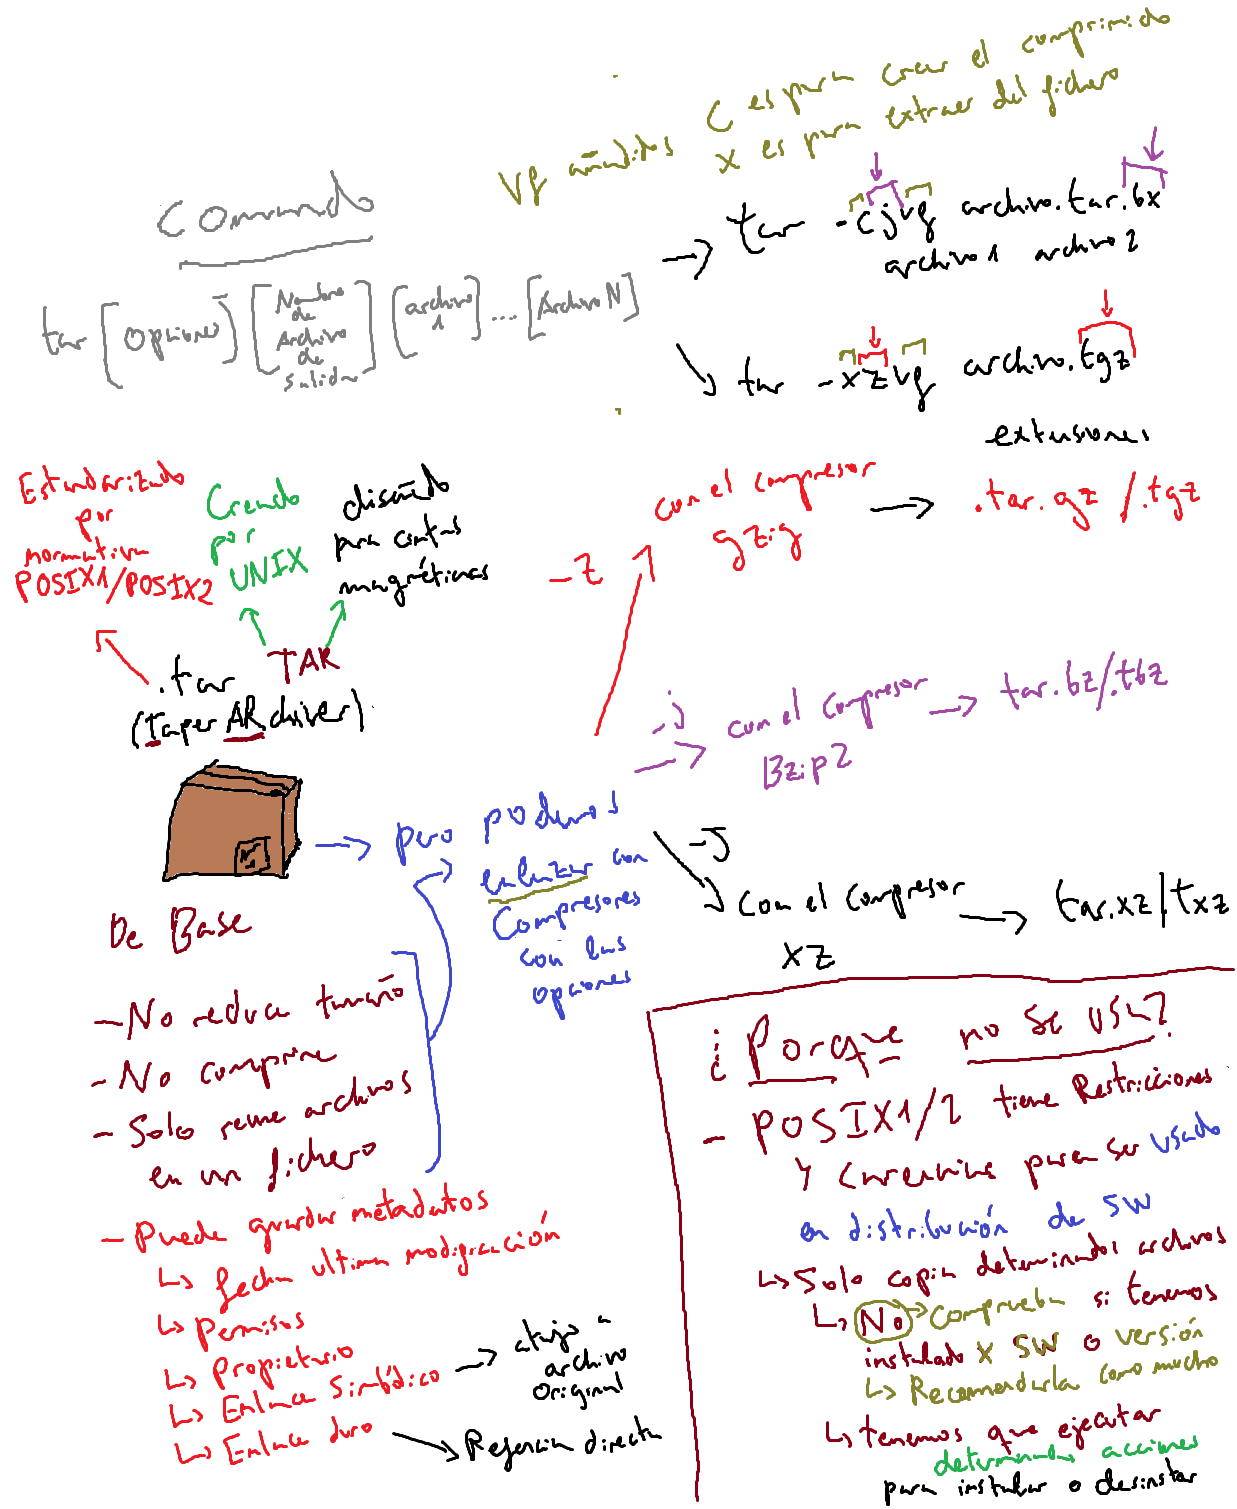 C es para crear el comprimido
Vf añadidos X es para extraer del fichero
Comando
tar [Opciones] [Nombre de Archivo de Salida] [archivo 1] ... [Archivo N]
tar -cjvf archivo.tar.bx
archivo1 archivo2
tar -xzvf archivo.tgz
extensiones
Estandarizado
por
normativa
POSIX1/POSIX2
Creado
por
UNIX
diseñado
para cintas
magnéticas
.tar
TAR
(Taper ARchiver)
-z
con el compresor
gzip
.tar.gz / .tgz
-j
con el compresor
Bzip2
tar.bz/.tbz
-J
con el compresor
xz
tar.xz/.txz
pero podemos
enlazar con
Compresores
con las
opciones
De Base
- No reduce tamaño
- No comprime
- Solo reune archivos
en un fichero
- Puede guardar metadatos
↳ fecha ultima modificación
↳ Permisos
↳ Propietario
↳ Enlace Simbólico → atajo a
archivo
Original
↳ Enlace duro → Referencia directa
¿Porque no se usa?
- POSIX1/2 tiene Restricciones
y Carencias para ser usado
en distribución de SW
↳ Solo copia determinados archivos
↳ No → Comprueba si tenemos
instalado X SW o versión
↳ Recomendarla como mucho
↳ tenemos que ejecutar
determinadas acciones
para instalar o desinstar